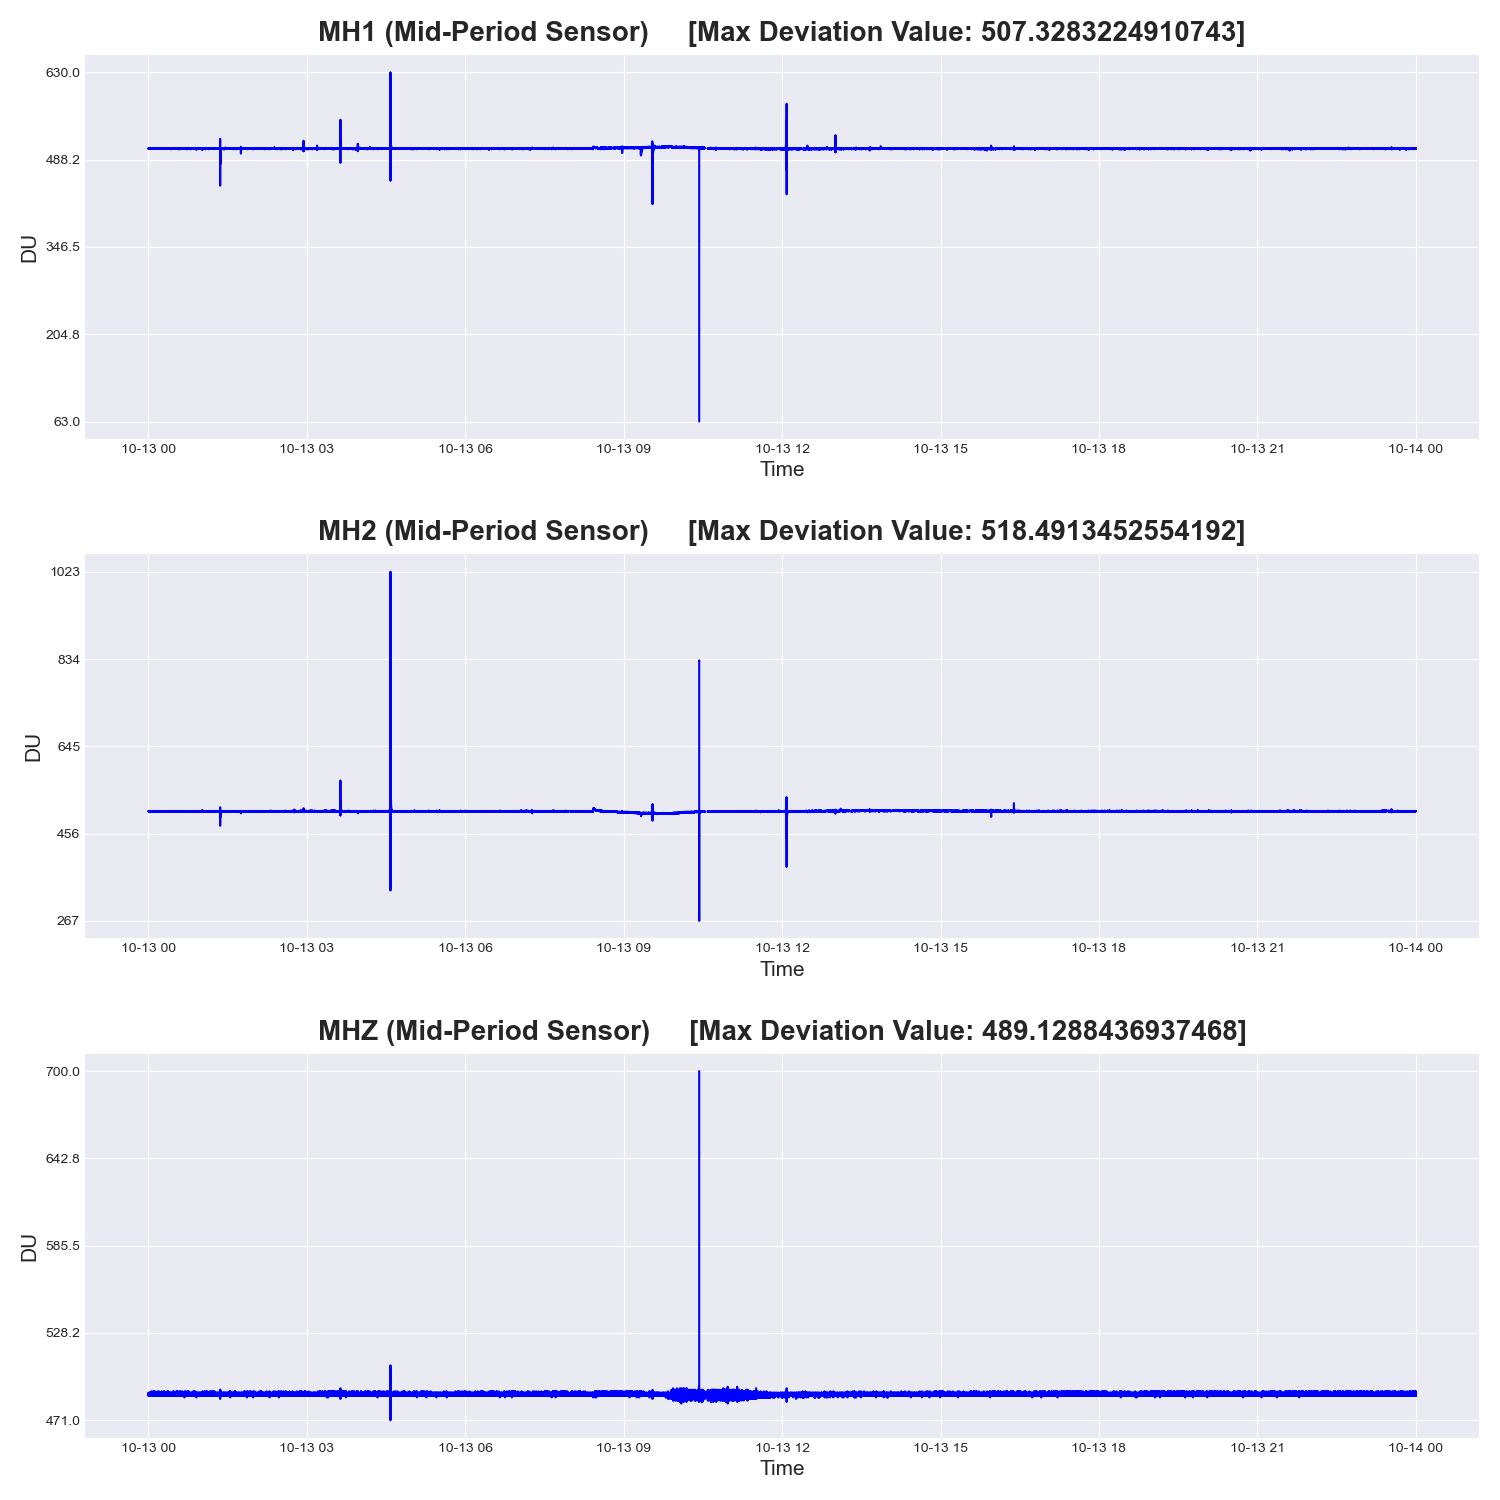 MH1 (Mid-Period Sensor) [Max Deviation Value: 507.3283224910743]
630.0
488.2
346.5
204.8
63.0
DU
10-13 00 10-13 03 10-13 06 10-13 09 10-13 12 10-13 15 10-13 18 10-13 21 10-14 00
Time
MH2 (Mid-Period Sensor) [Max Deviation Value: 518.4913452554192]
1023
834
645
456
267
DU
10-13 00 10-13 03 10-13 06 10-13 09 10-13 12 10-13 15 10-13 18 10-13 21 10-14 00
Time
MHZ (Mid-Period Sensor) [Max Deviation Value: 489.1288436937468]
700.0
642.8
585.5
528.2
471.0
DU
10-13 00 10-13 03 10-13 06 10-13 09 10-13 12 10-13 15 10-13 18 10-13 21 10-14 00
Time